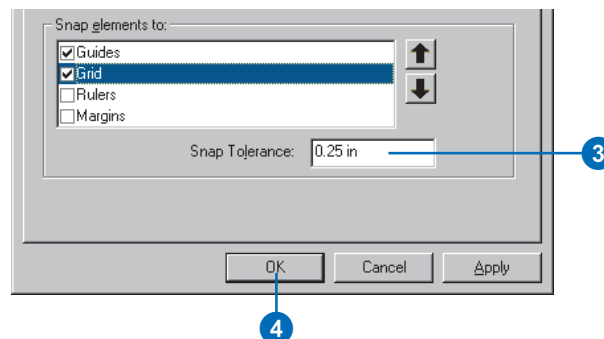 Snap elements to:
Guides
Grid
Rulers
Margins
Snap Tolerance: 0.25 in
3
OK Cancel Apply
4